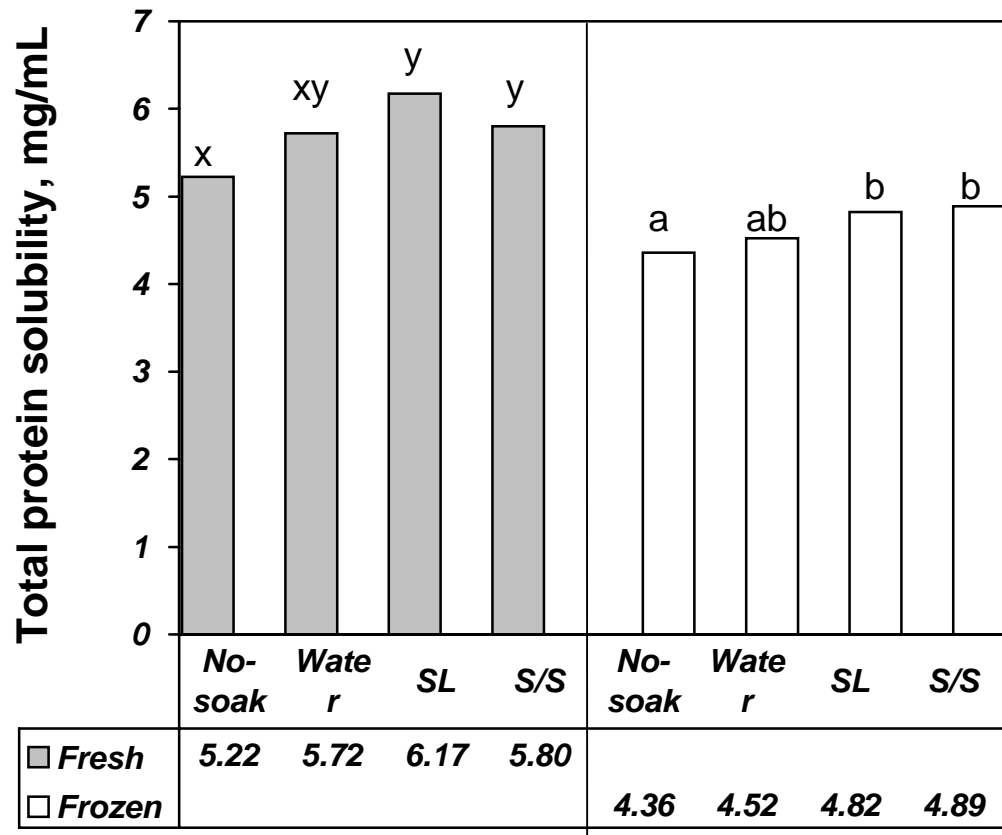 Total protein solubility, mg/mL
7
6
5
4
3
2
1
0
x
xy
y
y
a
ab
b
b
No-
soak
Wate
r
SL
S/S
No-
soak
Wate
r
SL
S/S
Fresh 5.22 5.72 6.17 5.80
Frozen 4.36 4.52 4.82 4.89